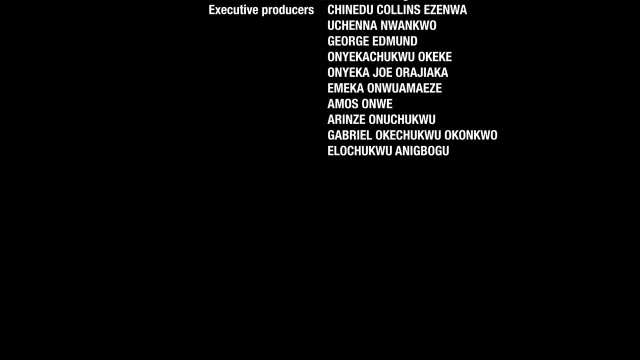 Executive producers CHINEDU COLLINS EZENWA
UCHENNA NWANKWO
GEORGE EDMUND
ONYEKACHUKWU OKEKE
ONYEKA JOE ORAJIAKA
EMEKA ONWUAMAEZE
AMOS ONWE
ARINZE ONUCHUKWU
GABRIEL OKECHUKWU OKONKWO
ELOCHUKWU ANIGBOGU